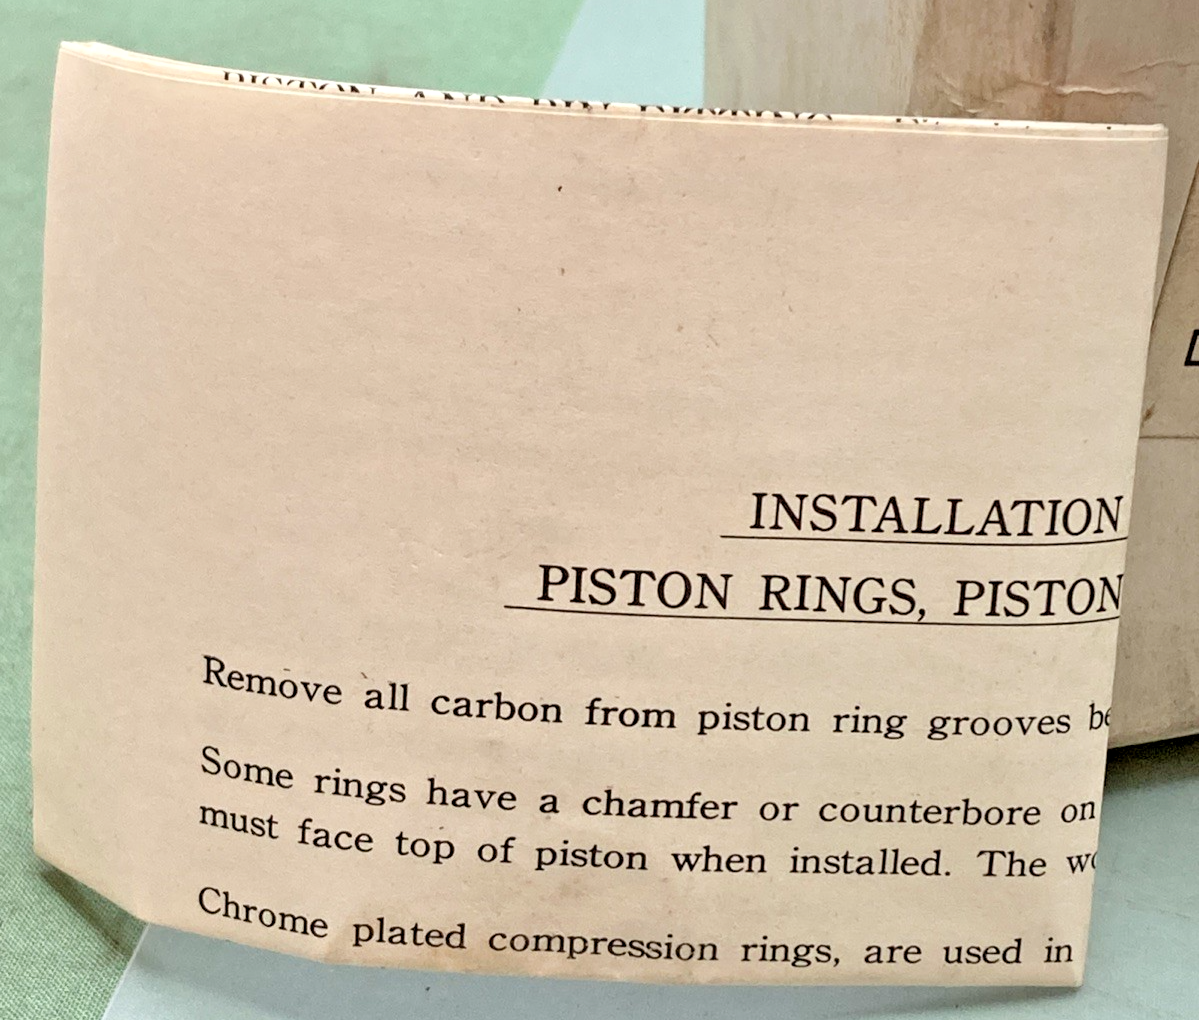 INSTALLATION
PISTON RINGS, PISTON
Remove all carbon from piston ring grooves
Some rings have a chamfer or counterbore on
must face top of piston when installed. The
Chrome plated compression rings, are used in